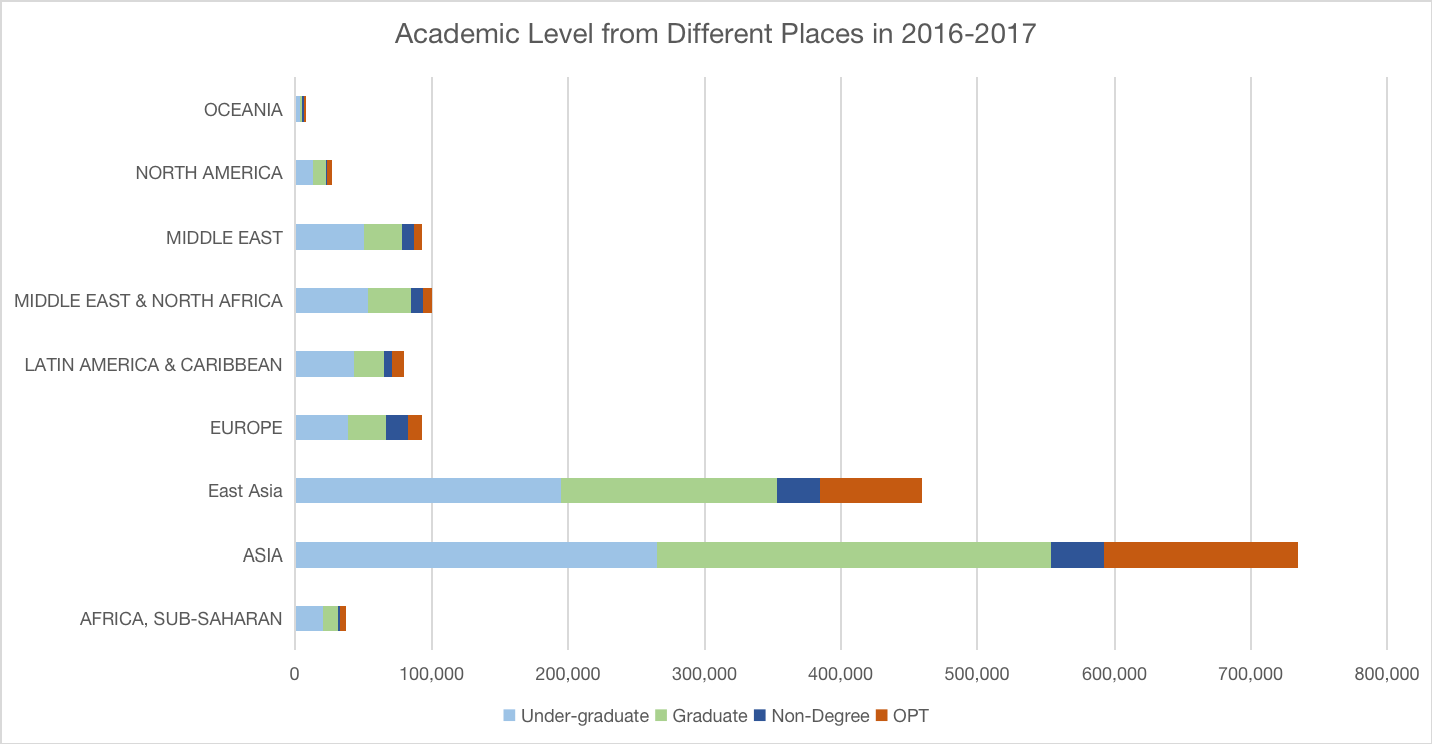 Academic Level from Different Places in 2016-2017
OCEANIA
NORTH AMERICA
MIDDLE EAST
MIDDLE EAST & NORTH AFRICA
LATIN AMERICA & CARIBBEAN
EUROPE
East Asia
ASIA
AFRICA, SUB-SAHARAN
0 100,000 200,000 300,000 400,000 500,000 600,000 700,000 800,000
Under-graduate Graduate Non-Degree OPT